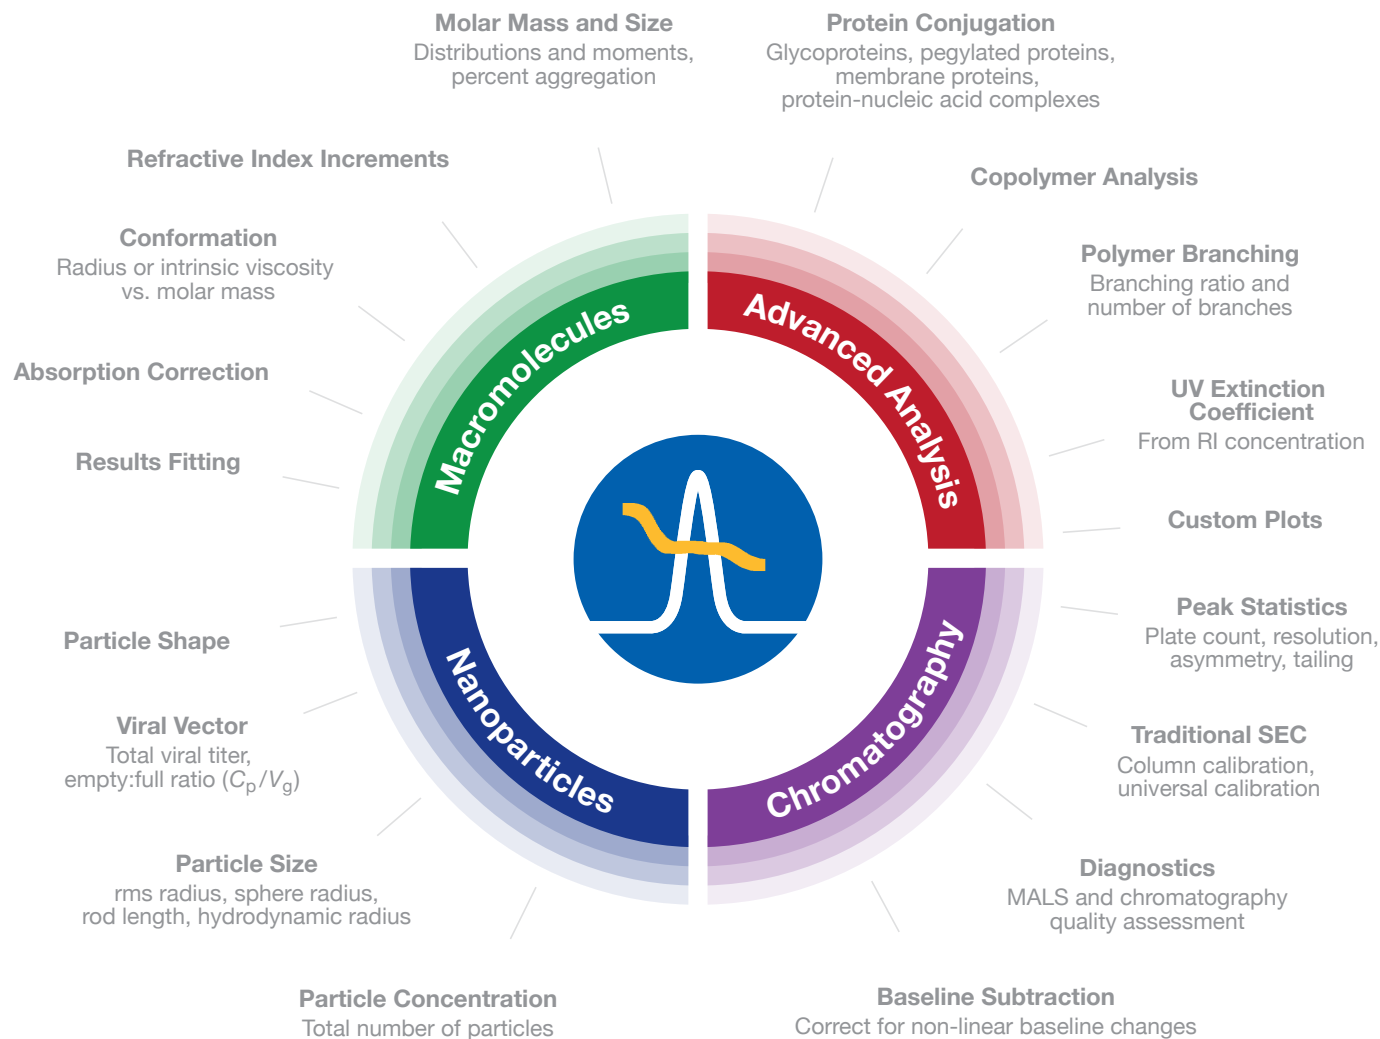 Molar Mass and Size
Distributions and moments,
percent aggregation
Protein Conjugation
Glycoproteins, pegylated proteins,
membrane proteins,
protein-nucleic acid complexes
Refractive Index Increments
Copolymer Analysis
Conformation
Radius or intrinsic viscosity
vs. molar mass
Polymer Branching
Branching ratio and
number of branches
Absorption Correction
UV Extinction
Coefficient
From RI concentration
Results Fitting
Custom Plots
Macromolecules
Advanced Analysis
Nanoparticles
Chromatography
Particle Shape
Peak Statistics
Plate count, resolution,
asymmetry, tailing
Viral Vector
Total viral titer,
empty:full ratio (Cp/Vg)
Traditional SEC
Column calibration,
universal calibration
Particle Size
rms radius, sphere radius,
rod length, hydrodynamic radius
Diagnostics
MALS and chromatography
quality assessment
Particle Concentration
Total number of particles
Baseline Subtraction
Correct for non-linear baseline changes